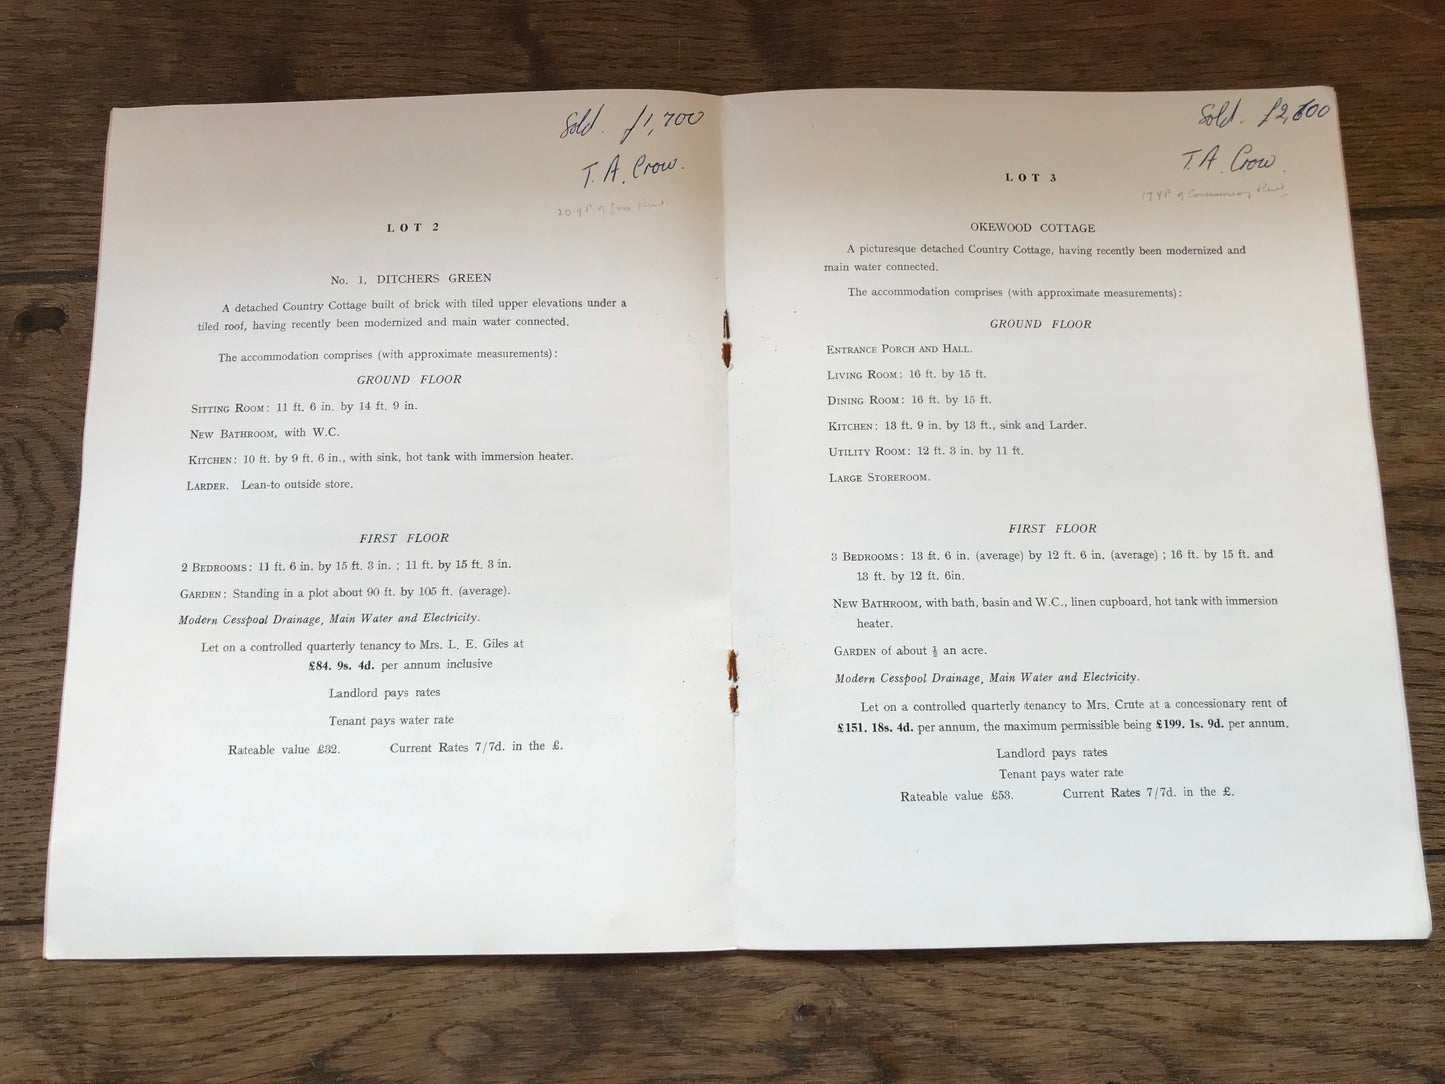 Sold. £1,700
T. A. Crow.
20 YP of Gross Rent.
LOT 2
No. 1, DITCHERS GREEN
A detached Country Cottage built of brick with tiled upper elevations under a
tiled roof, having recently been modernized and main water connected.
The accommodation comprises (with approximate measurements):
GROUND FLOOR
SITTING ROOM: 11 ft. 6 in. by 14 ft. 9 in.
NEW BATHROOM, with W.C.
KITCHEN: 10 ft. by 9 ft. 6 in., with sink, hot tank with immersion heater.
LARDER. Lean-to outside store.
FIRST FLOOR
2 BEDROOMS: 11 ft. 6 in. by 15 ft. 3 in. ; 11 ft. by 15 ft. 3 in.
GARDEN: Standing in a plot about 90 ft. by 105 ft. (average).
Modern Cesspool Drainage, Main Water and Electricity.
Let on a controlled quarterly tenancy to Mrs. L. E. Giles at
£84. 9s. 4d. per annum inclusive
Landlord pays rates
Tenant pays water rate
Rateable value £32. Current Rates 7/7d. in the £.
Sold.
T. A. Crow.
17 YP of Concessionary Rent.
LOT 3
OKEWOOD COTTAGE
A picturesque detached Country Cottage, having recently been modernized and
main water connected.
The accommodation comprises (with approximate measurements):
GROUND FLOOR
ENTRANCE PORCH AND HALL.
LIVING ROOM: 16 ft. by 15 ft.
DINING ROOM: 16 ft. by 15 ft.
KITCHEN: 13 ft. 9 in. by 13 ft., sink and Larder.
UTILITY ROOM: 12 ft. 3 in. by 11 ft.
LARGE STOREROOM.
FIRST FLOOR
3 BEDROOMS: 13 ft. 6 in. (average) by 12 ft. 6 in. (average) ; 16 ft. by 15 ft. and
13 ft. by 12 ft. 6in.
NEW BATHROOM, with bath, basin and W.C., linen cupboard, hot tank with immersion
heater.
GARDEN of about ½ an acre.
Modern Cesspool Drainage, Main Water and Electricity.
Let on a controlled quarterly tenancy to Mrs. Crute at a concessionary rent of
£151. 18s. 4d. per annum, the maximum permissible being £199. 1s. 9d. per annum.
Landlord pays rates
Tenant pays water rate
Rateable value £53. Current Rates 7/7d. in the £.